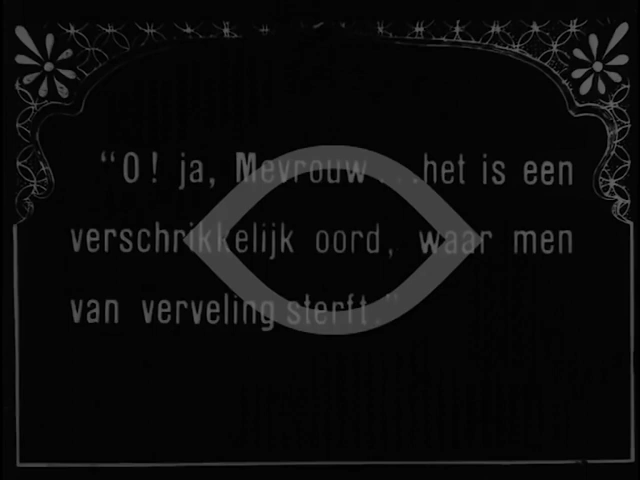 "O! ja, Mevrouw...het is een
verschrikkelijk oord, waar men
van verveling sterft."